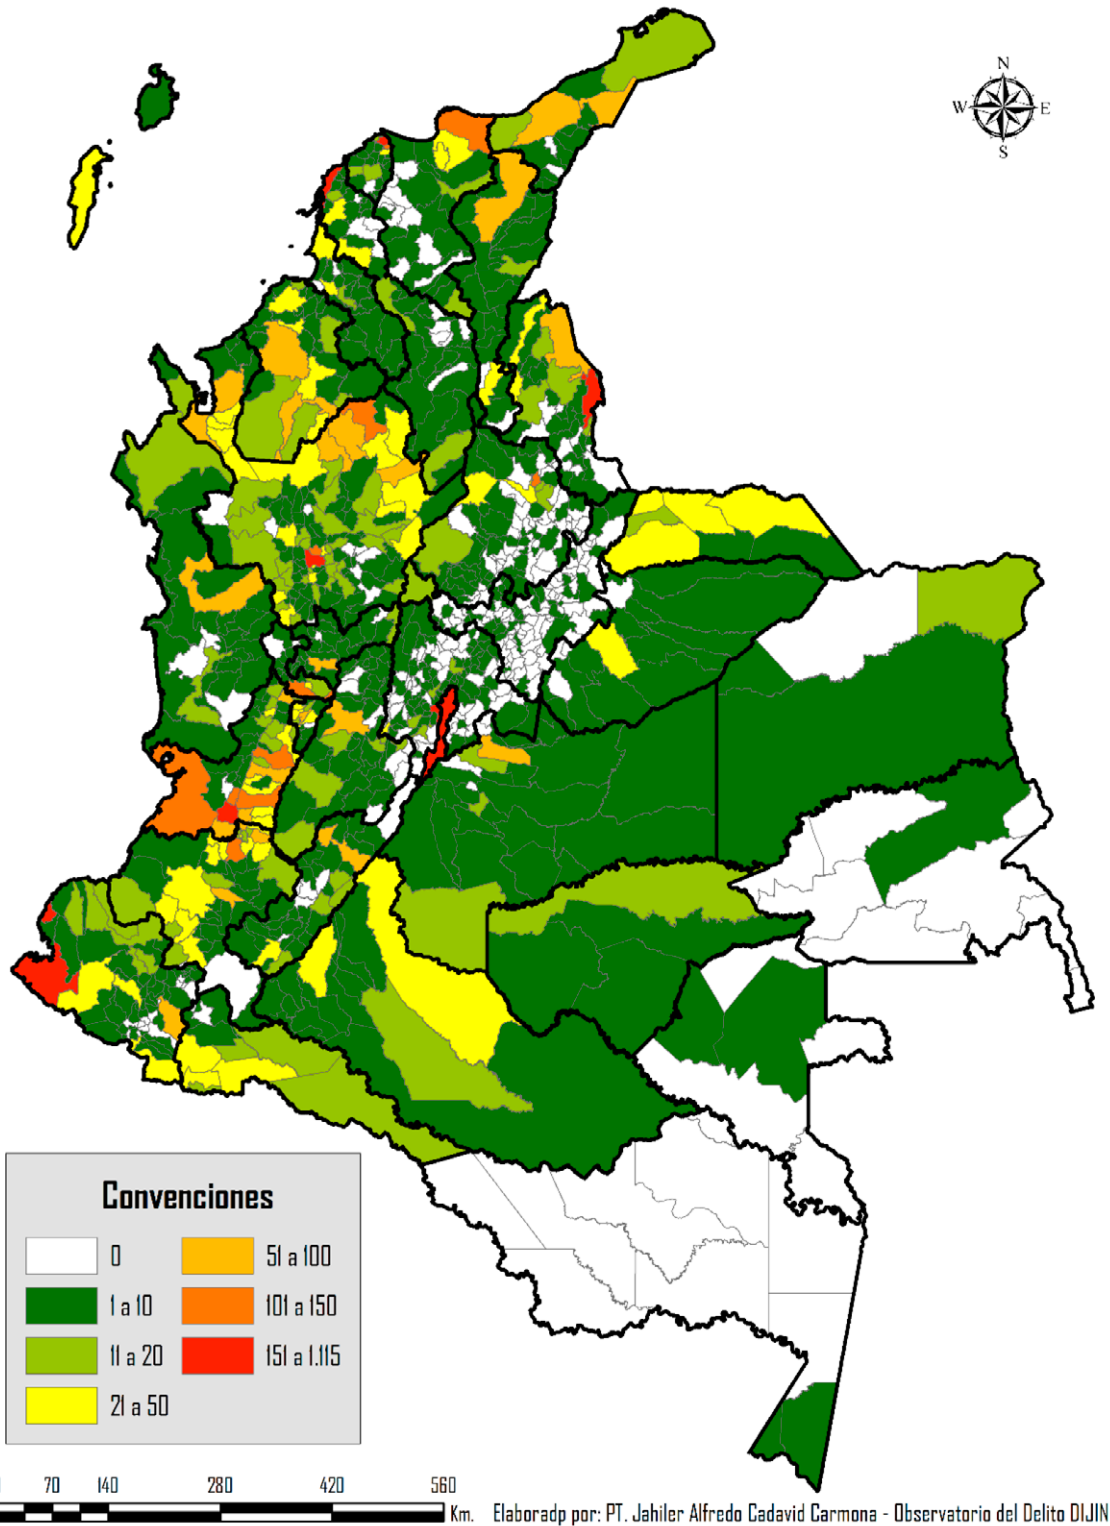 N
W E
S
Convenciones
0
1 a 10
11 a 20
21 a 50
51 a 100
101 a 150
151 a 1.115
70 140 280 420 560
Km.
Elaboradp por: PT. Jahiler Alfredo Cadavid Carmona - Observatorio del Delito DIJIN